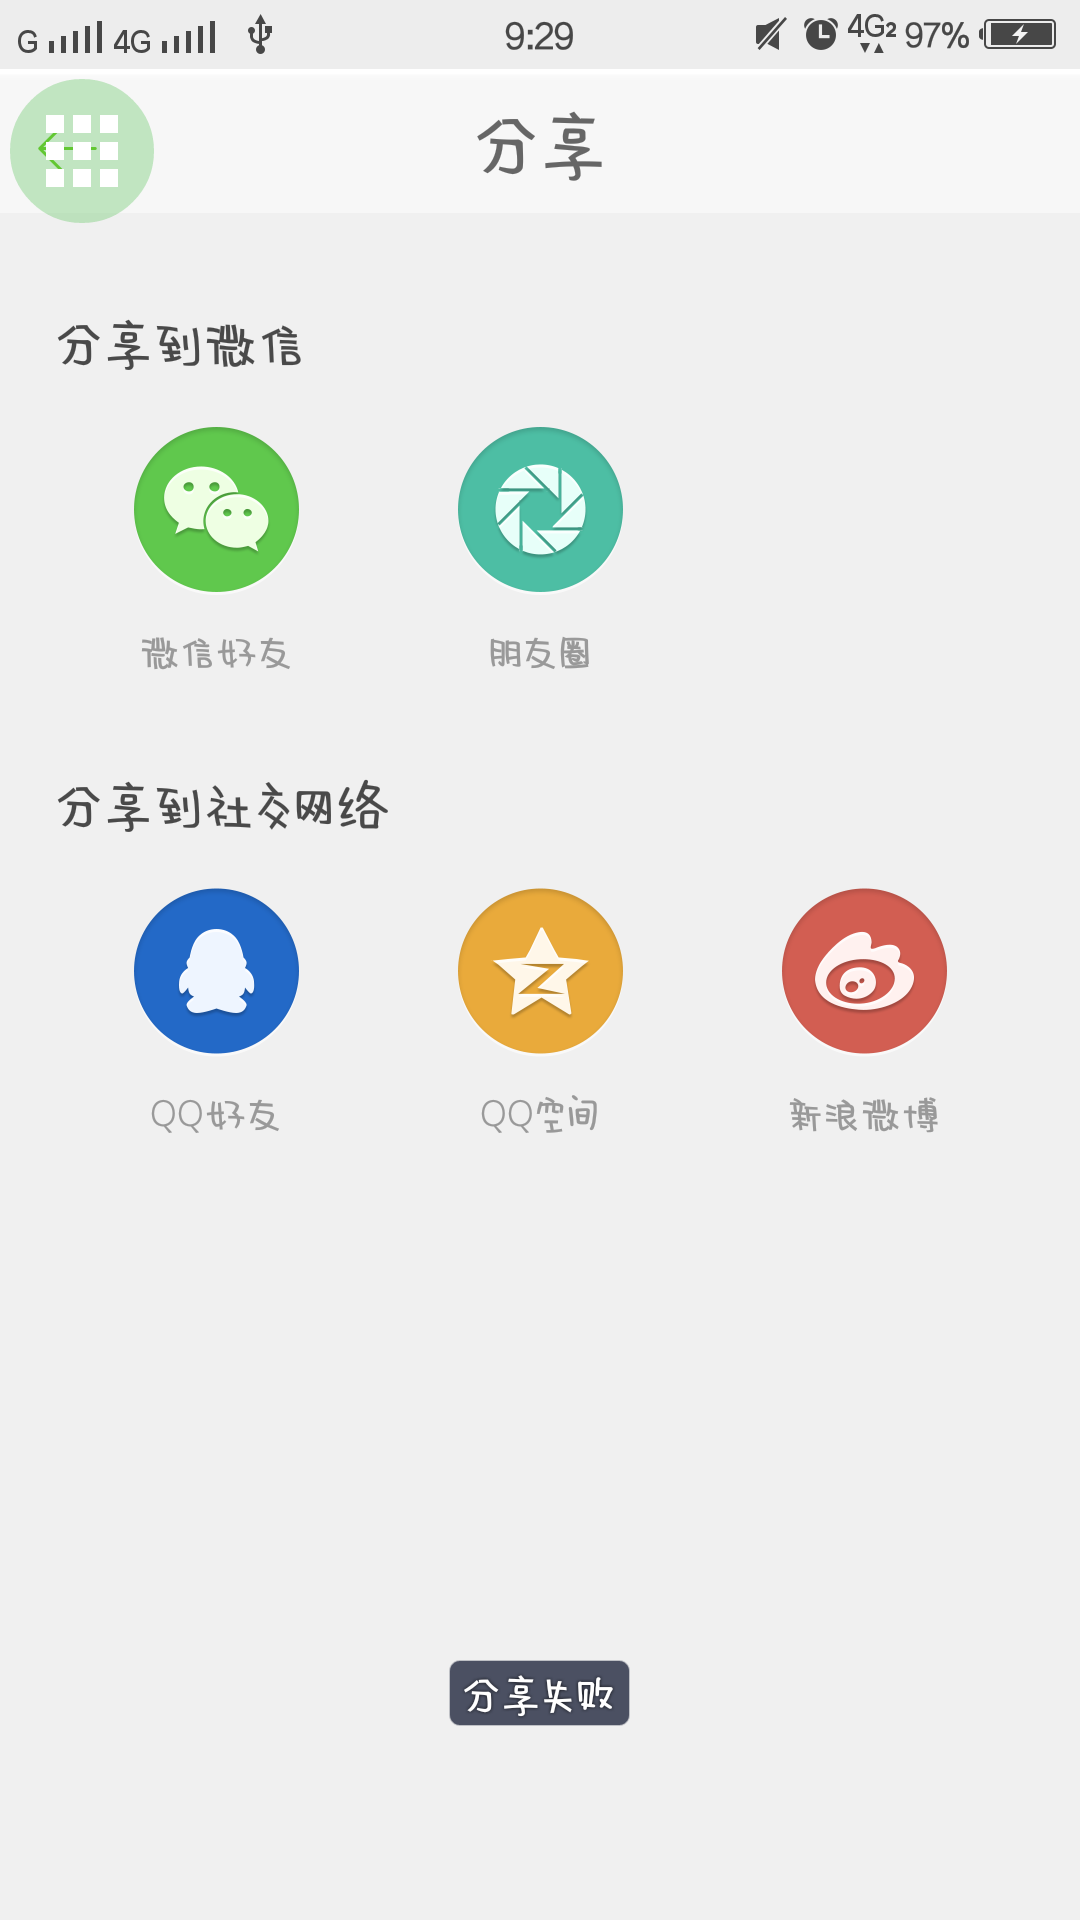 G 4G 9:29 4G2 97%
分享
分享到微信
微信好友 朋友圈
分享到社交网络
QQ好友 QQ空间 新浪微博
分享失败